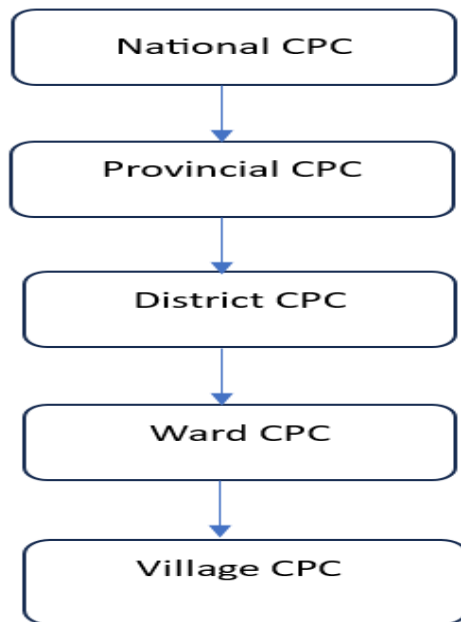 National CPC
Provincial CPC
District CPC
Ward CPC
Village CPC